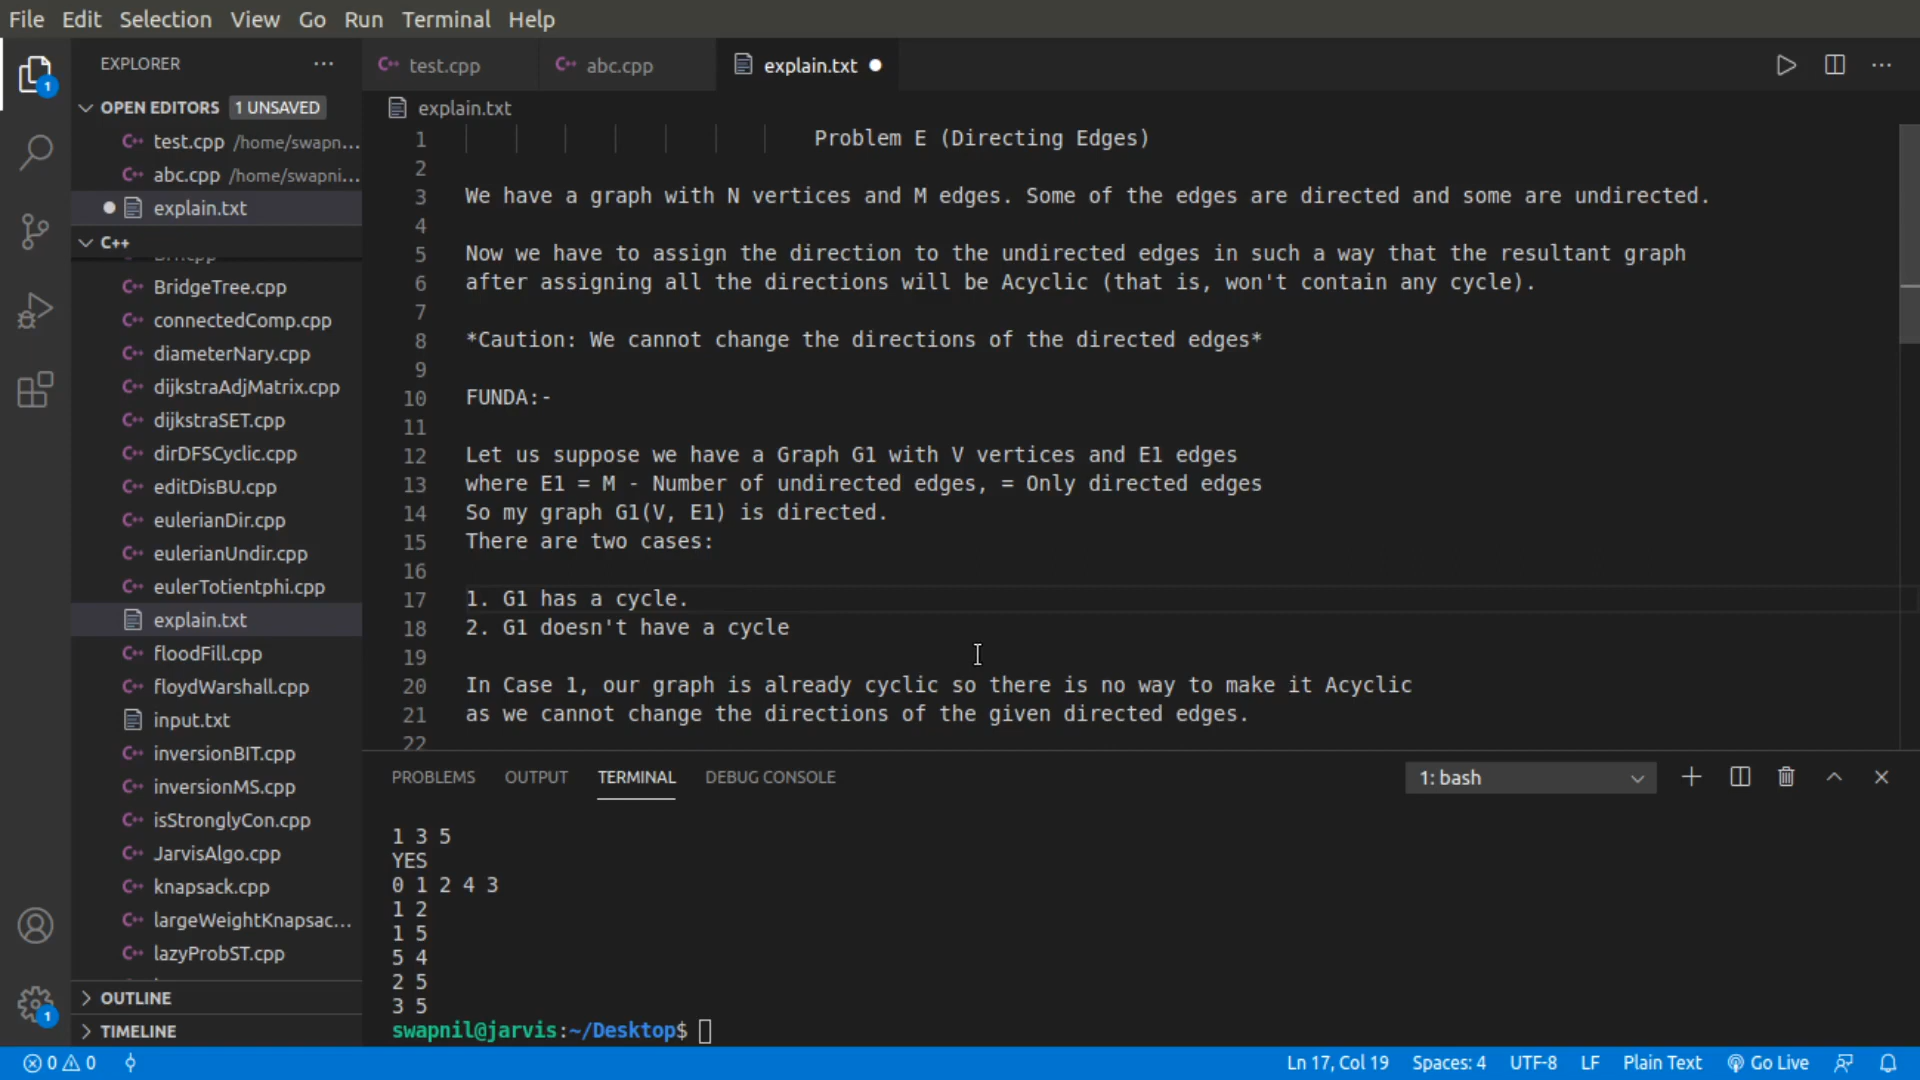 File Edit Selection View Go Run Terminal Help
EXPLORER ···
test.cpp
abc.cpp
explain.txt
OPEN EDITORS 1 UNSAVED
test.cpp /home/swapn...
abc.cpp /home/swapni...
explain.txt
C++
BridgeTree.cpp
connectedComp.cpp
diameterNary.cpp
dijkstraAdjMatrix.cpp
dijkstraSET.cpp
dirDFSCyclic.cpp
editDisBU.cpp
eulerianDir.cpp
eulerianUndir.cpp
eulerTotientphi.cpp
explain.txt
floodFill.cpp
floydWarshall.cpp
input.txt
inversionBIT.cpp
inversionMS.cpp
isStronglyCon.cpp
JarvisAlgo.cpp
knapsack.cpp
largeWeightKnapsac...
lazyProbST.cpp
OUTLINE
TIMELINE
explain.txt
1 Problem E (Directing Edges)
2
3 We have a graph with N vertices and M edges. Some of the edges are directed and some are undirected.
4
5 Now we have to assign the direction to the undirected edges in such a way that the resultant graph
6 after assigning all the directions will be Acyclic (that is, won't contain any cycle).
7
8 *Caution: We cannot change the directions of the directed edges*
9
10 FUNDA:-
11
12 Let us suppose we have a Graph G1 with V vertices and E1 edges
13 where E1 = M - Number of undirected edges, = Only directed edges
14 So my graph G1(V, E1) is directed.
15 There are two cases:
16
17 1. G1 has a cycle.
18 2. G1 doesn't have a cycle
19
20 In Case 1, our graph is already cyclic so there is no way to make it Acyclic
21 as we cannot change the directions of the given directed edges.
22
PROBLEMS OUTPUT TERMINAL DEBUG CONSOLE 1: bash
1 3 5
YES
0 1 2 4 3
1 2
1 5
5 4
2 5
3 5
swapnil@jarvis:~/Desktop$
0 0 Ln 17, Col 19 Spaces: 4 UTF-8 LF Plain Text Go Live
1
1